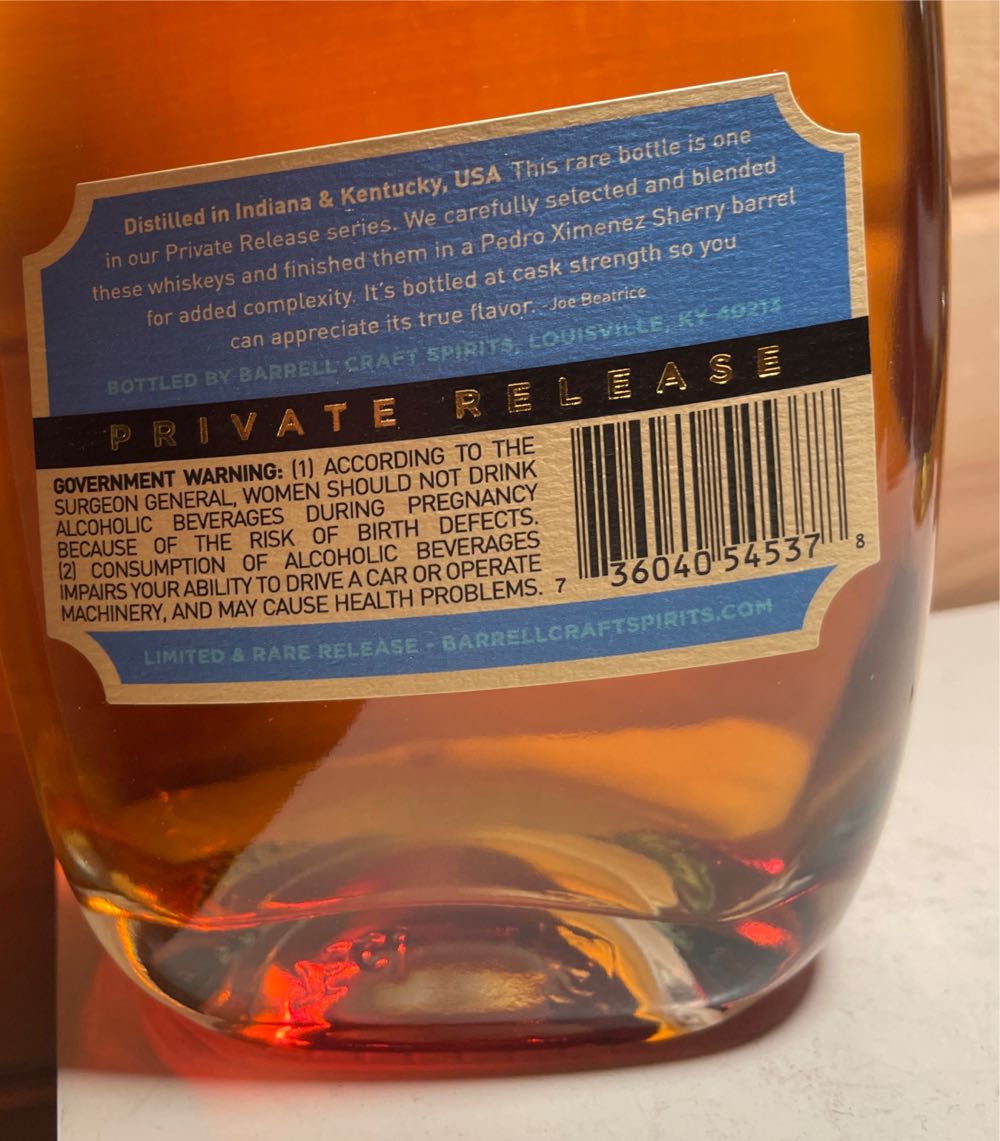 Distilled in Indiana & Kentucky, USA This rare bottle is one
in our Private Release series. We carefully selected and blended
these whiskeys and finished them in a Pedro Ximenez Sherry barrel
for added complexity. It's bottled at cask strength so you
can appreciate its true flavor. -Joe Beatrice
BOTTLED BY BARRELL CRAFT SPIRITS, LOUISVILLE, KY 40213
PRIVATE RELEASE
GOVERNMENT WARNING: (1) ACCORDING TO THE
SURGEON GENERAL, WOMEN SHOULD NOT DRINK
ALCOHOLIC BEVERAGES DURING PREGNANCY
BECAUSE OF THE RISK OF BIRTH DEFECTS.
(2) CONSUMPTION OF ALCOHOLIC BEVERAGES
IMPAIRS YOUR ABILITY TO DRIVE A CAR OR OPERATE
MACHINERY, AND MAY CAUSE HEALTH PROBLEMS.
7 36040 54537 8
LIMITED & RARE RELEASE - BARRELLCRAFTSPIRITS.COM